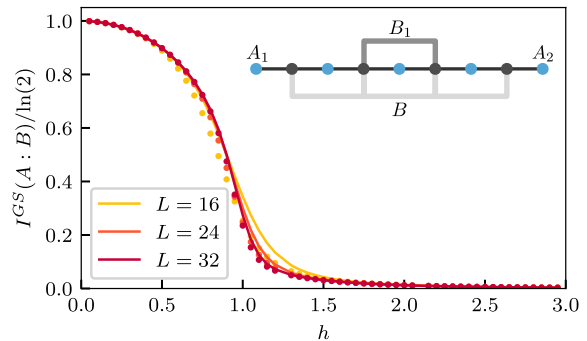 1.0
0.8
0.6
0.4
0.2
0.0
I^{GS}(A : B)/ln(2)
B_1
A_1
A_2
B
L = 16
L = 24
L = 32
0.0 0.5 1.0 1.5 2.0 2.5 3.0
h